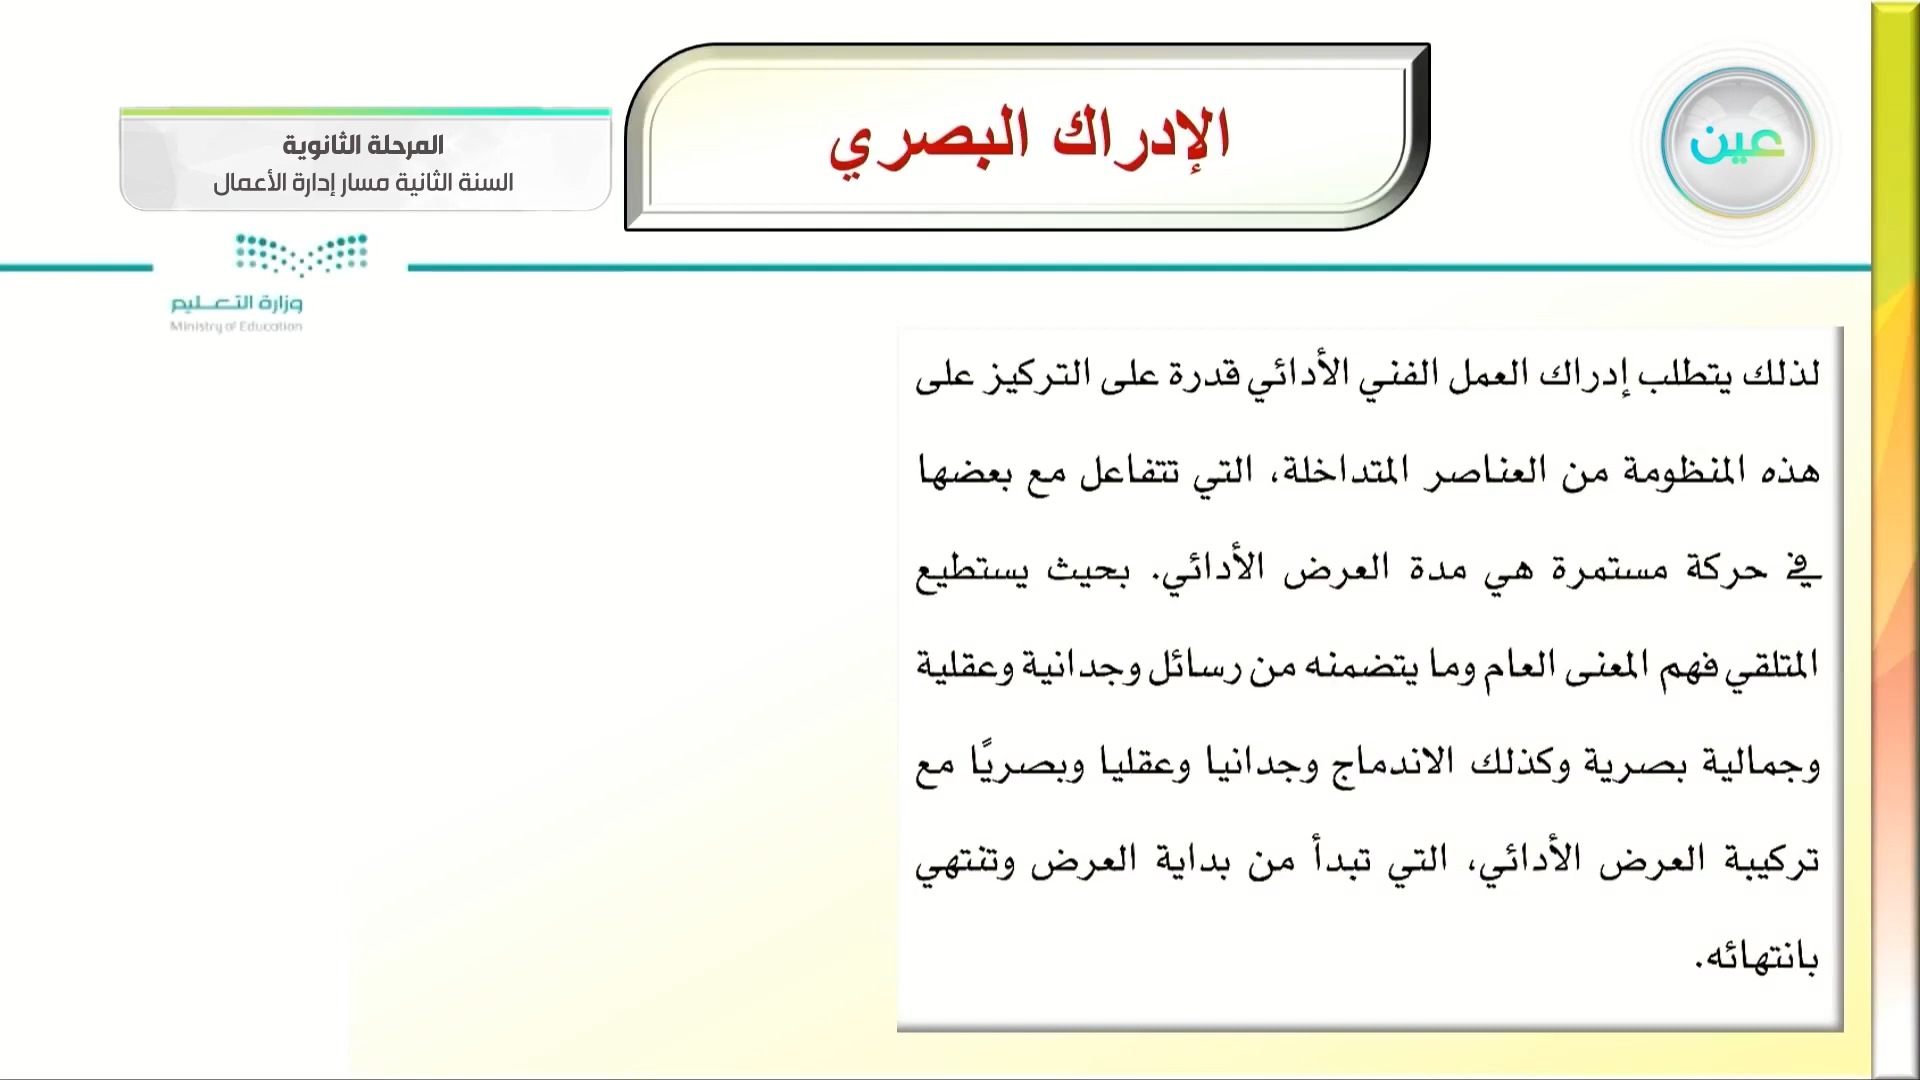 الإدراك البصري
عين
المرحلة الثانوية
السنة الثانية مسار إدارة الأعمال
وزارة التعليم
Ministry of Education
لذلك يتطلب إدراك العمل الفني الأدائي قدرة على التركيز على
هذه المنظومة من العناصر المتداخلة، التي تتفاعل مع بعضها
في حركة مستمرة هي مدة العرض الأدائي. بحيث يستطيع
المتلقي فهم المعنى العام وما يتضمنه من رسائل وجدانية وعقلية
وجمالية بصرية وكذلك الاندماج وجدانيا وعقليا وبصريًا مع
تركيبة العرض الأدائي، التي تبدأ من بداية العرض وتنتهي
بانتهائه.